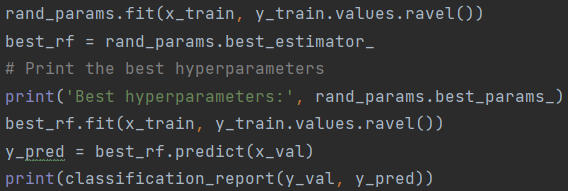 rand_params.fit(x_train, y_train.values.ravel())
best_rf = rand_params.best_estimator_
# Print the best hyperparameters
print('Best hyperparameters:', rand_params.best_params_)
best_rf.fit(x_train, y_train.values.ravel())
y_pred = best_rf.predict(x_val)
print(classification_report(y_val, y_pred))